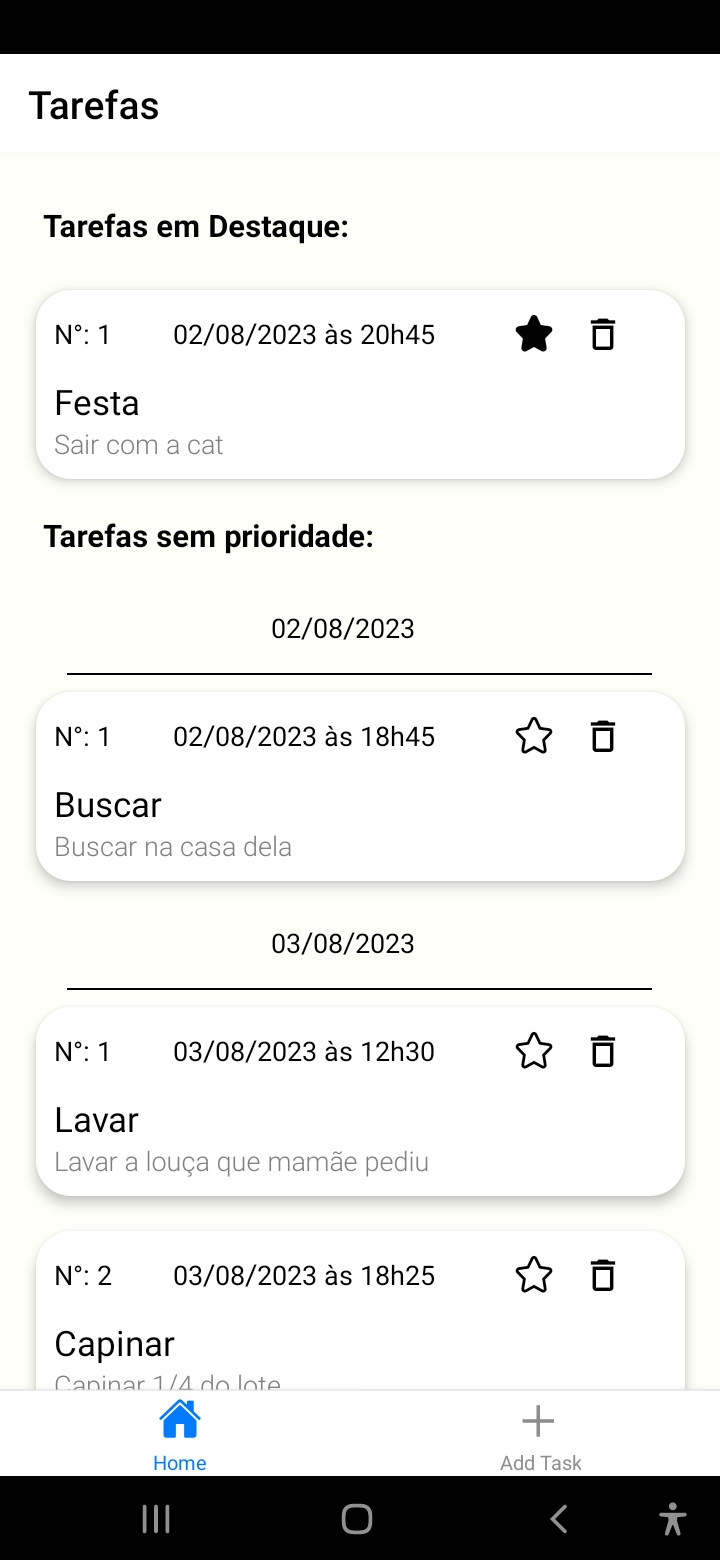 Tarefas
Tarefas em Destaque:
N°: 1 02/08/2023 às 20h45
Festa
Sair com a cat
Tarefas sem prioridade:
02/08/2023
N°: 1 02/08/2023 às 18h45
Buscar
Buscar na casa dela
03/08/2023
N°: 1 03/08/2023 às 12h30
Lavar
Lavar a louça que mamãe pediu
N°: 2 03/08/2023 às 18h25
Capinar
Capinar 1/4 do lote
Home Add Task